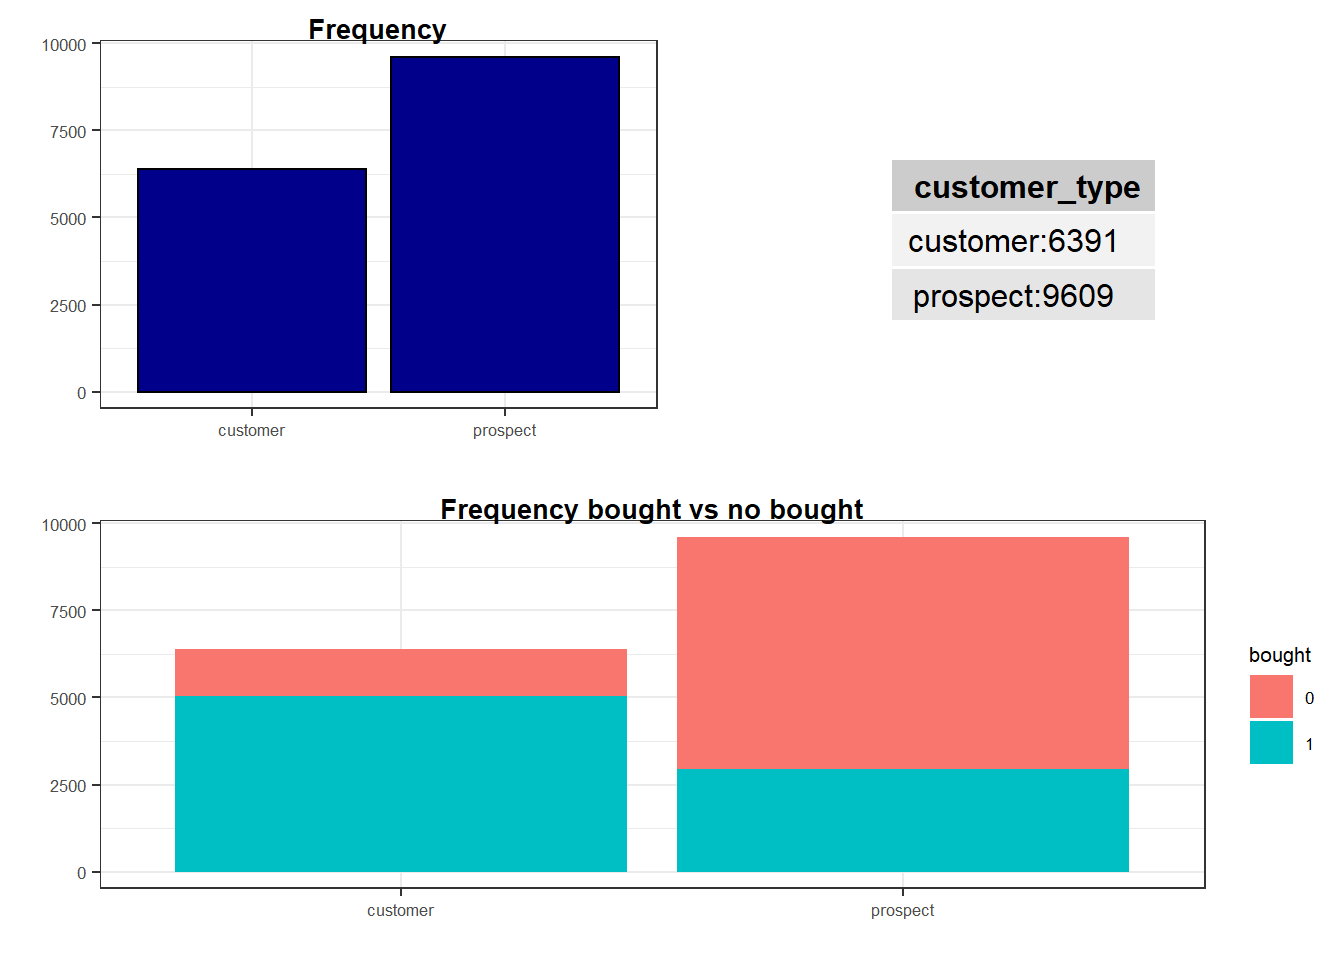 Frequency
10000
7500
5000
2500
0
customer prospect
customer_type
customer:6391
prospect:9609
Frequency bought vs no bought
10000
7500
5000
2500
0
customer prospect
bought
0
1